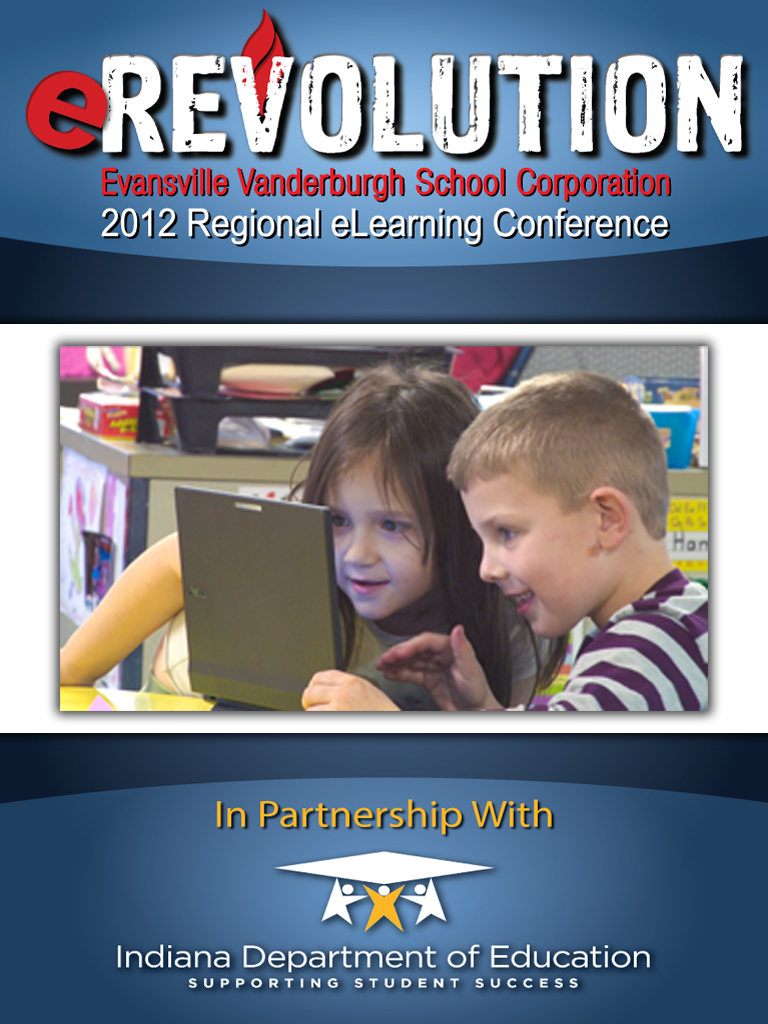 eREVOLUTION
Evansville Vanderburgh School Corporation
2012 Regional eLearning Conference
In Partnership With
Indiana Department of Education
SUPPORTING STUDENT SUCCESS